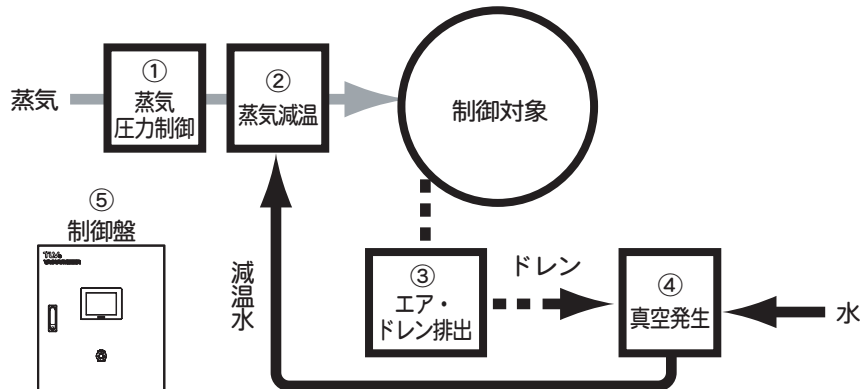 蒸気
①
蒸気
圧力制御
②
蒸気減温
制御対象
⑤
制御盤
TLV
減温水
③
エア・
ドレン排出
ドレン
④
真空発生
水